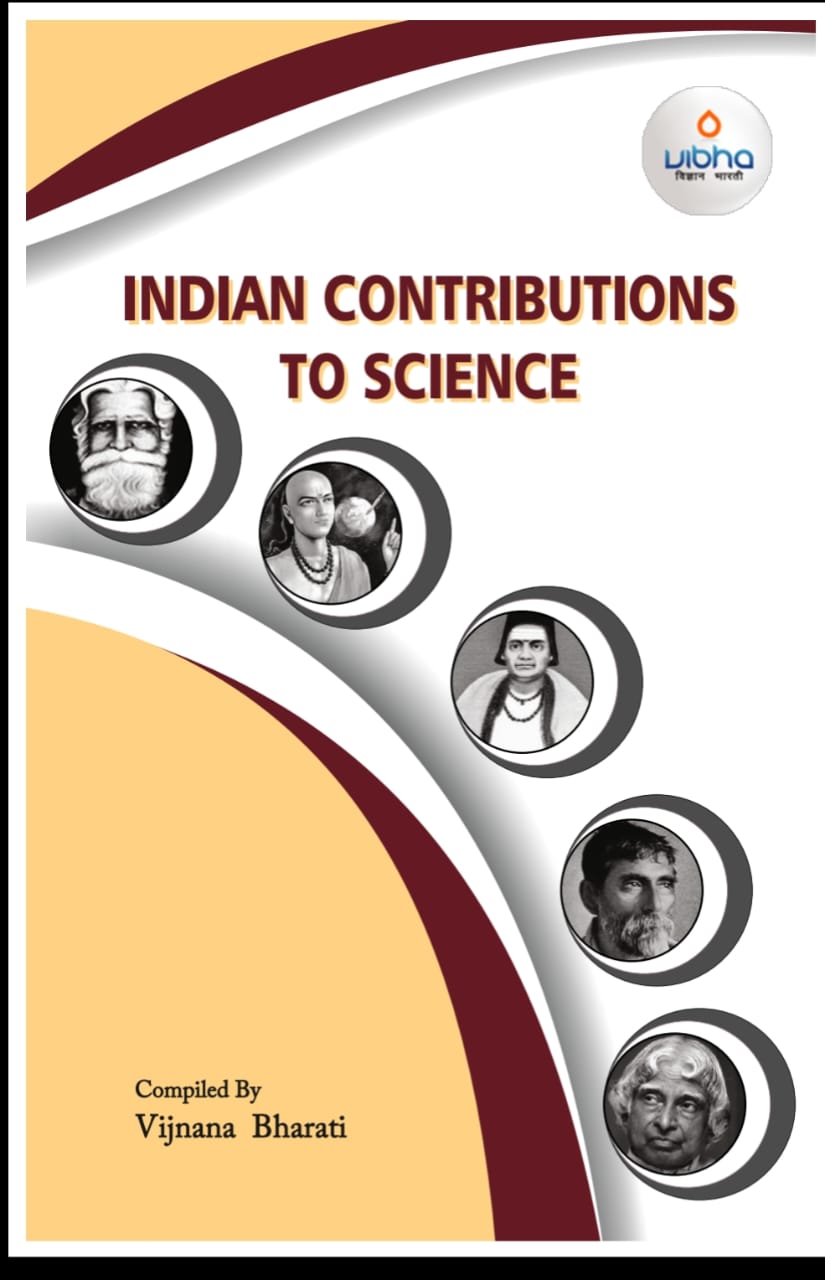 vibha
विज्ञान भारती
INDIAN CONTRIBUTIONS
TO SCIENCE
Compiled By
Vijnana Bharati